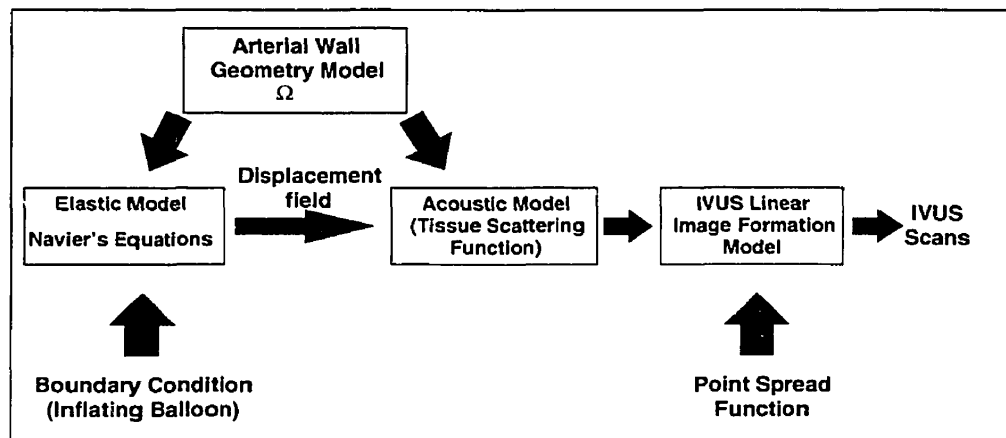 Arterial Wall
Geometry Model
Ω
Displacement
field
Elastic Model
Navier's Equations
Acoustic Model
(Tissue Scattering
Function)
IVUS Linear
Image Formation
Model
IVUS
Scans
Boundary Condition
(Inflating Balloon)
Point Spread
Function